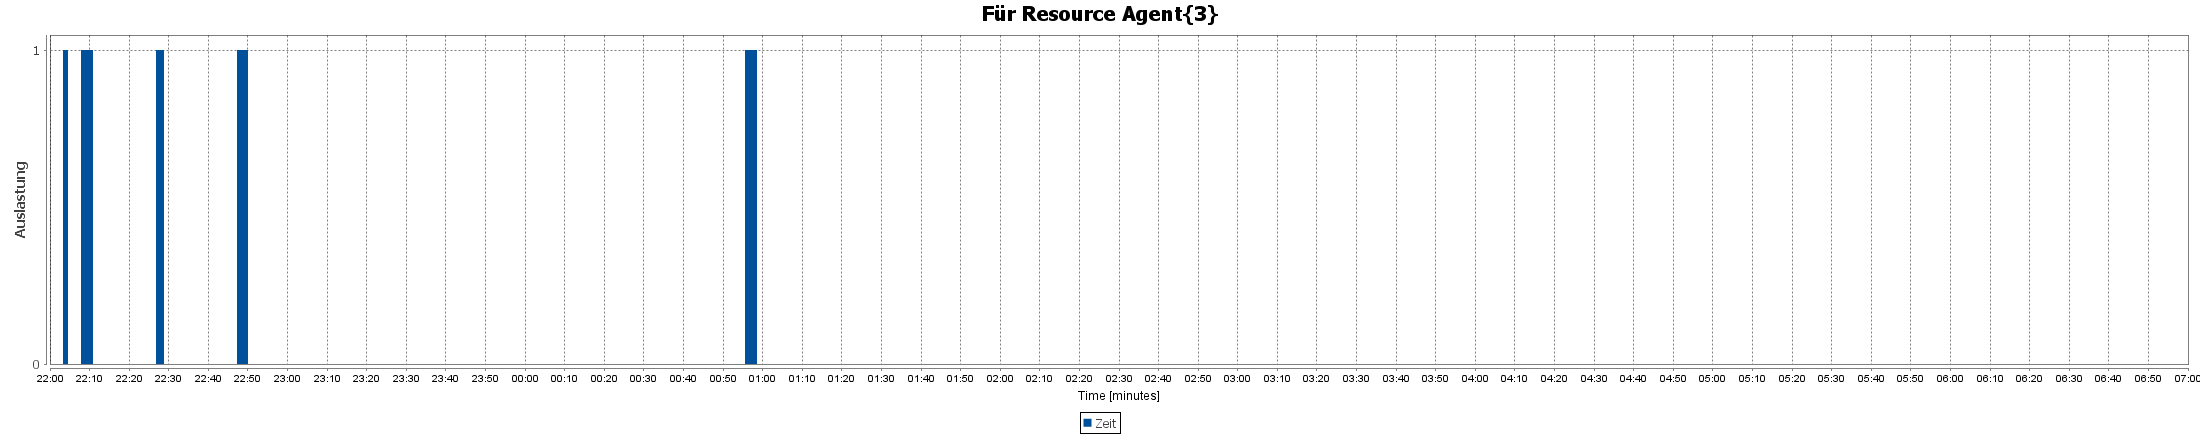 Für Resource Agent{3}
Auslastung
1
0
22:00 22:10 22:20 22:30 22:40 22:50 23:00 23:10 23:20 23:30 23:40 23:50 00:00 00:10 00:20 00:30 00:40 00:50 01:00 01:10 01:20 01:30 01:40 01:50 02:00 02:10 02:20 02:30 02:40 02:50 03:00 03:10 03:20 03:30 03:40 03:50 04:00 04:10 04:20 04:30 04:40 04:50 05:00 05:10 05:20 05:30 05:40 05:50 06:00 06:10 06:20 06:30 06:40 06:50 07:00
Time [minutes]
Zeit